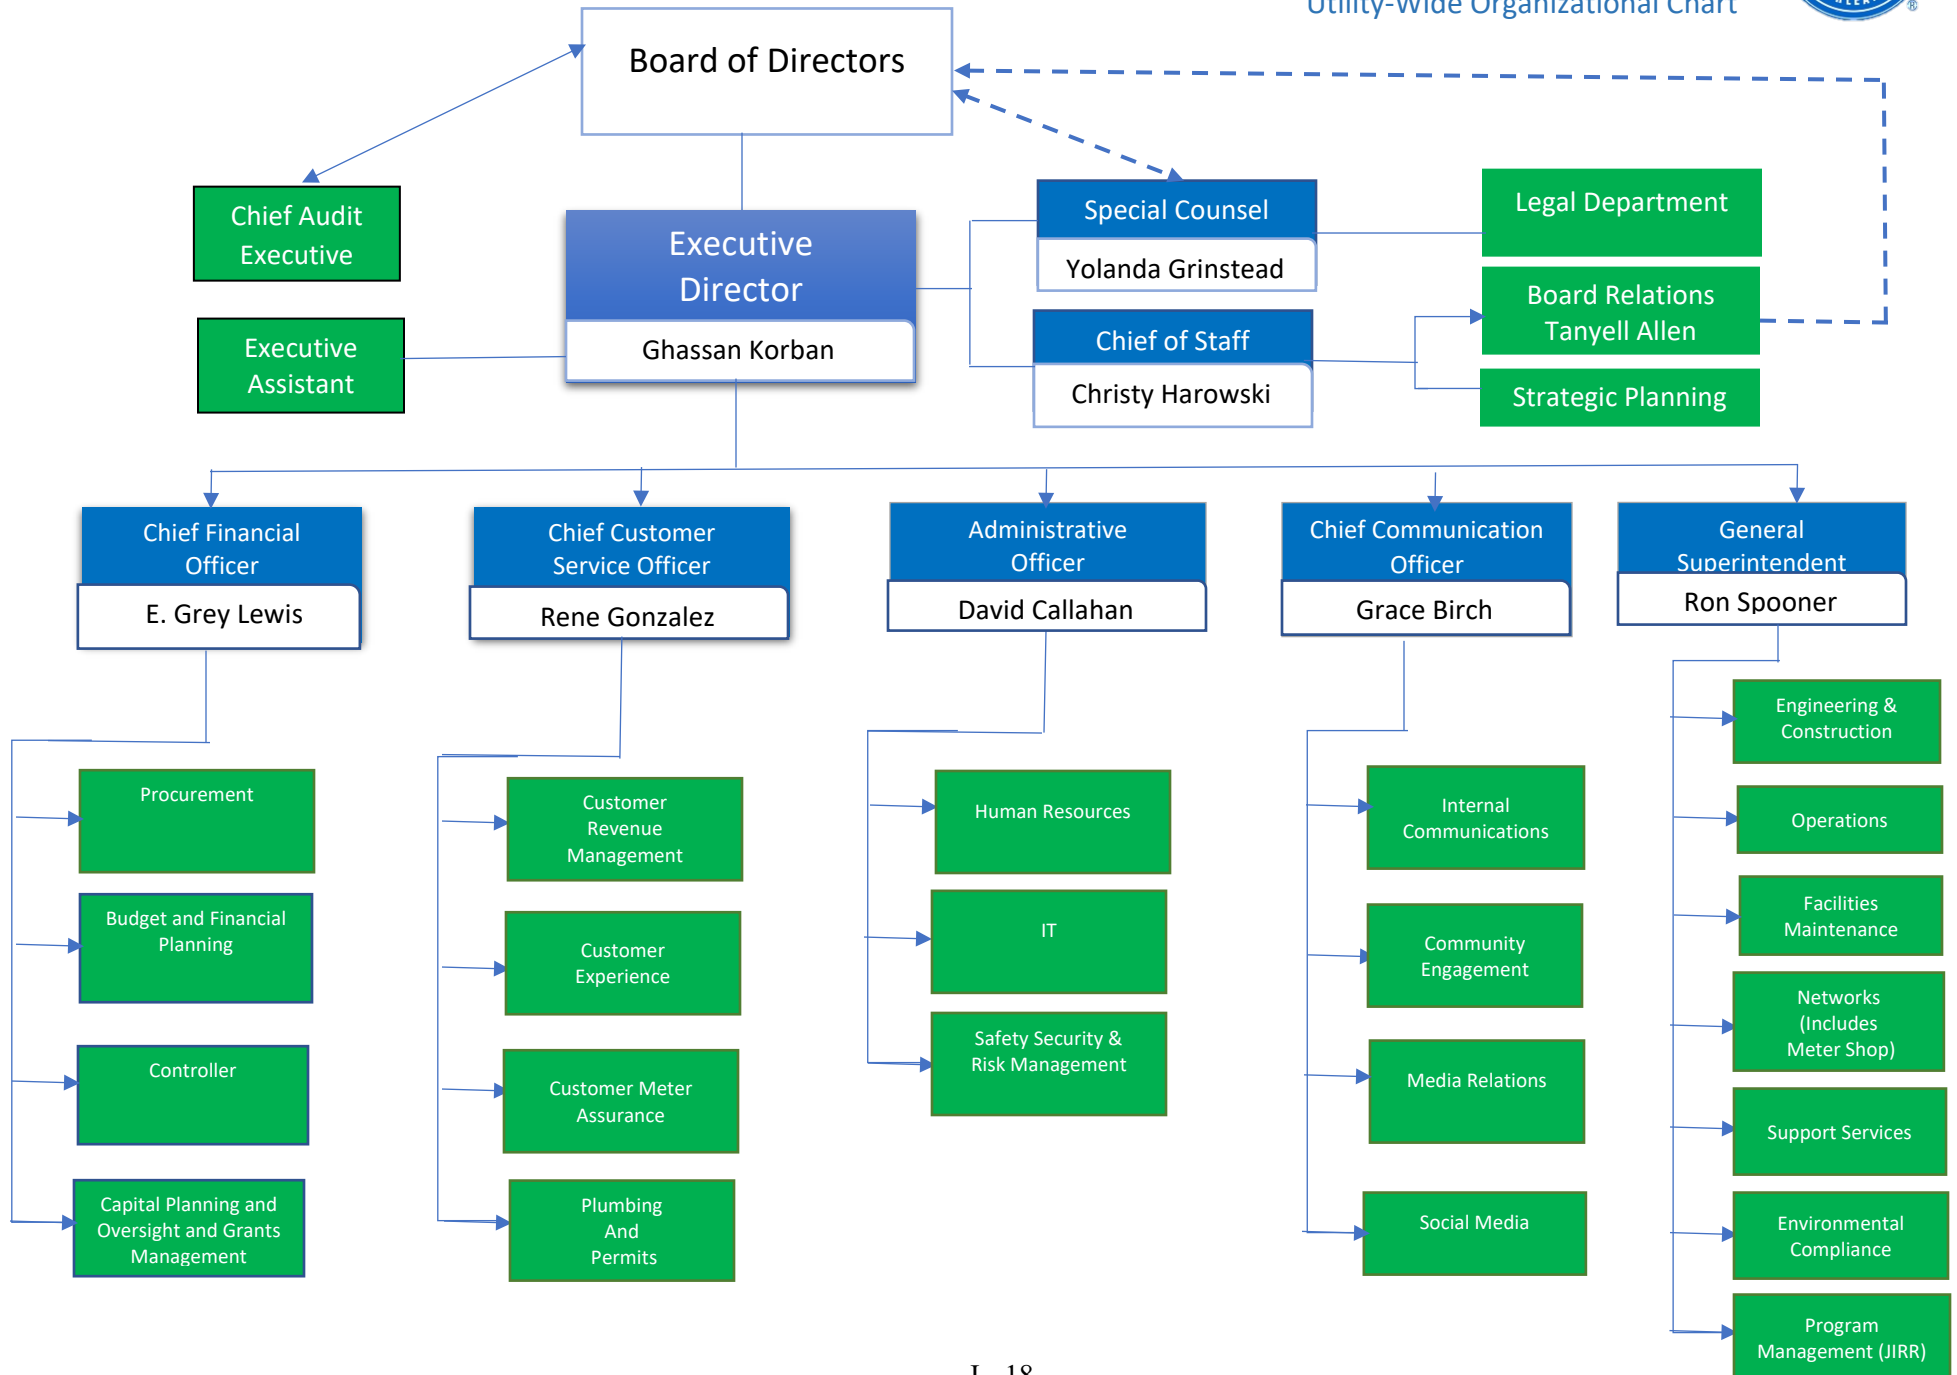 Utility-Wide Organizational Chart
®
Board of Directors
Chief Audit
Executive
Executive
Director
Ghassan Korban
Executive
Assistant
Special Counsel
Yolanda Grinstead
Chief of Staff
Christy Harowski
Legal Department
Board Relations
Tanyell Allen
Strategic Planning
Chief Financial
Officer
E. Grey Lewis
Chief Customer
Service Officer
Rene Gonzalez
Administrative
Officer
David Callahan
Chief Communication
Officer
Grace Birch
General
Superintendent
Ron Spooner
Procurement
Budget and Financial
Planning
Controller
Capital Planning and
Oversight and Grants
Management
Customer
Revenue
Management
Customer
Experience
Customer Meter
Assurance
Plumbing
And
Permits
Human Resources
IT
Safety Security &
Risk Management
Internal
Communications
Community
Engagement
Media Relations
Social Media
Engineering &
Construction
Operations
Facilities
Maintenance
Networks
(Includes
Meter Shop)
Support Services
Environmental
Compliance
Program
Management (JIRR)